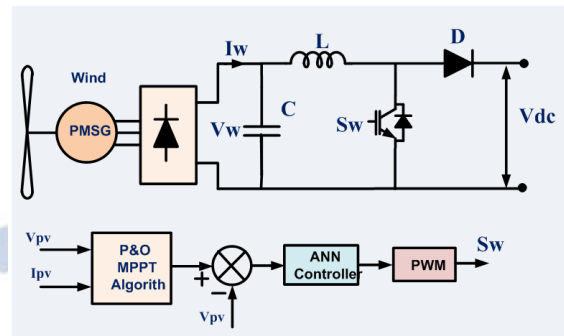 Iw
L
D
Wind
PMSG
Vw
C
Sw
Vdc
Vpv
Ipv
P&O
MPPT
Algorith
+
−
Vpv
ANN
Controller
PWM
Sw